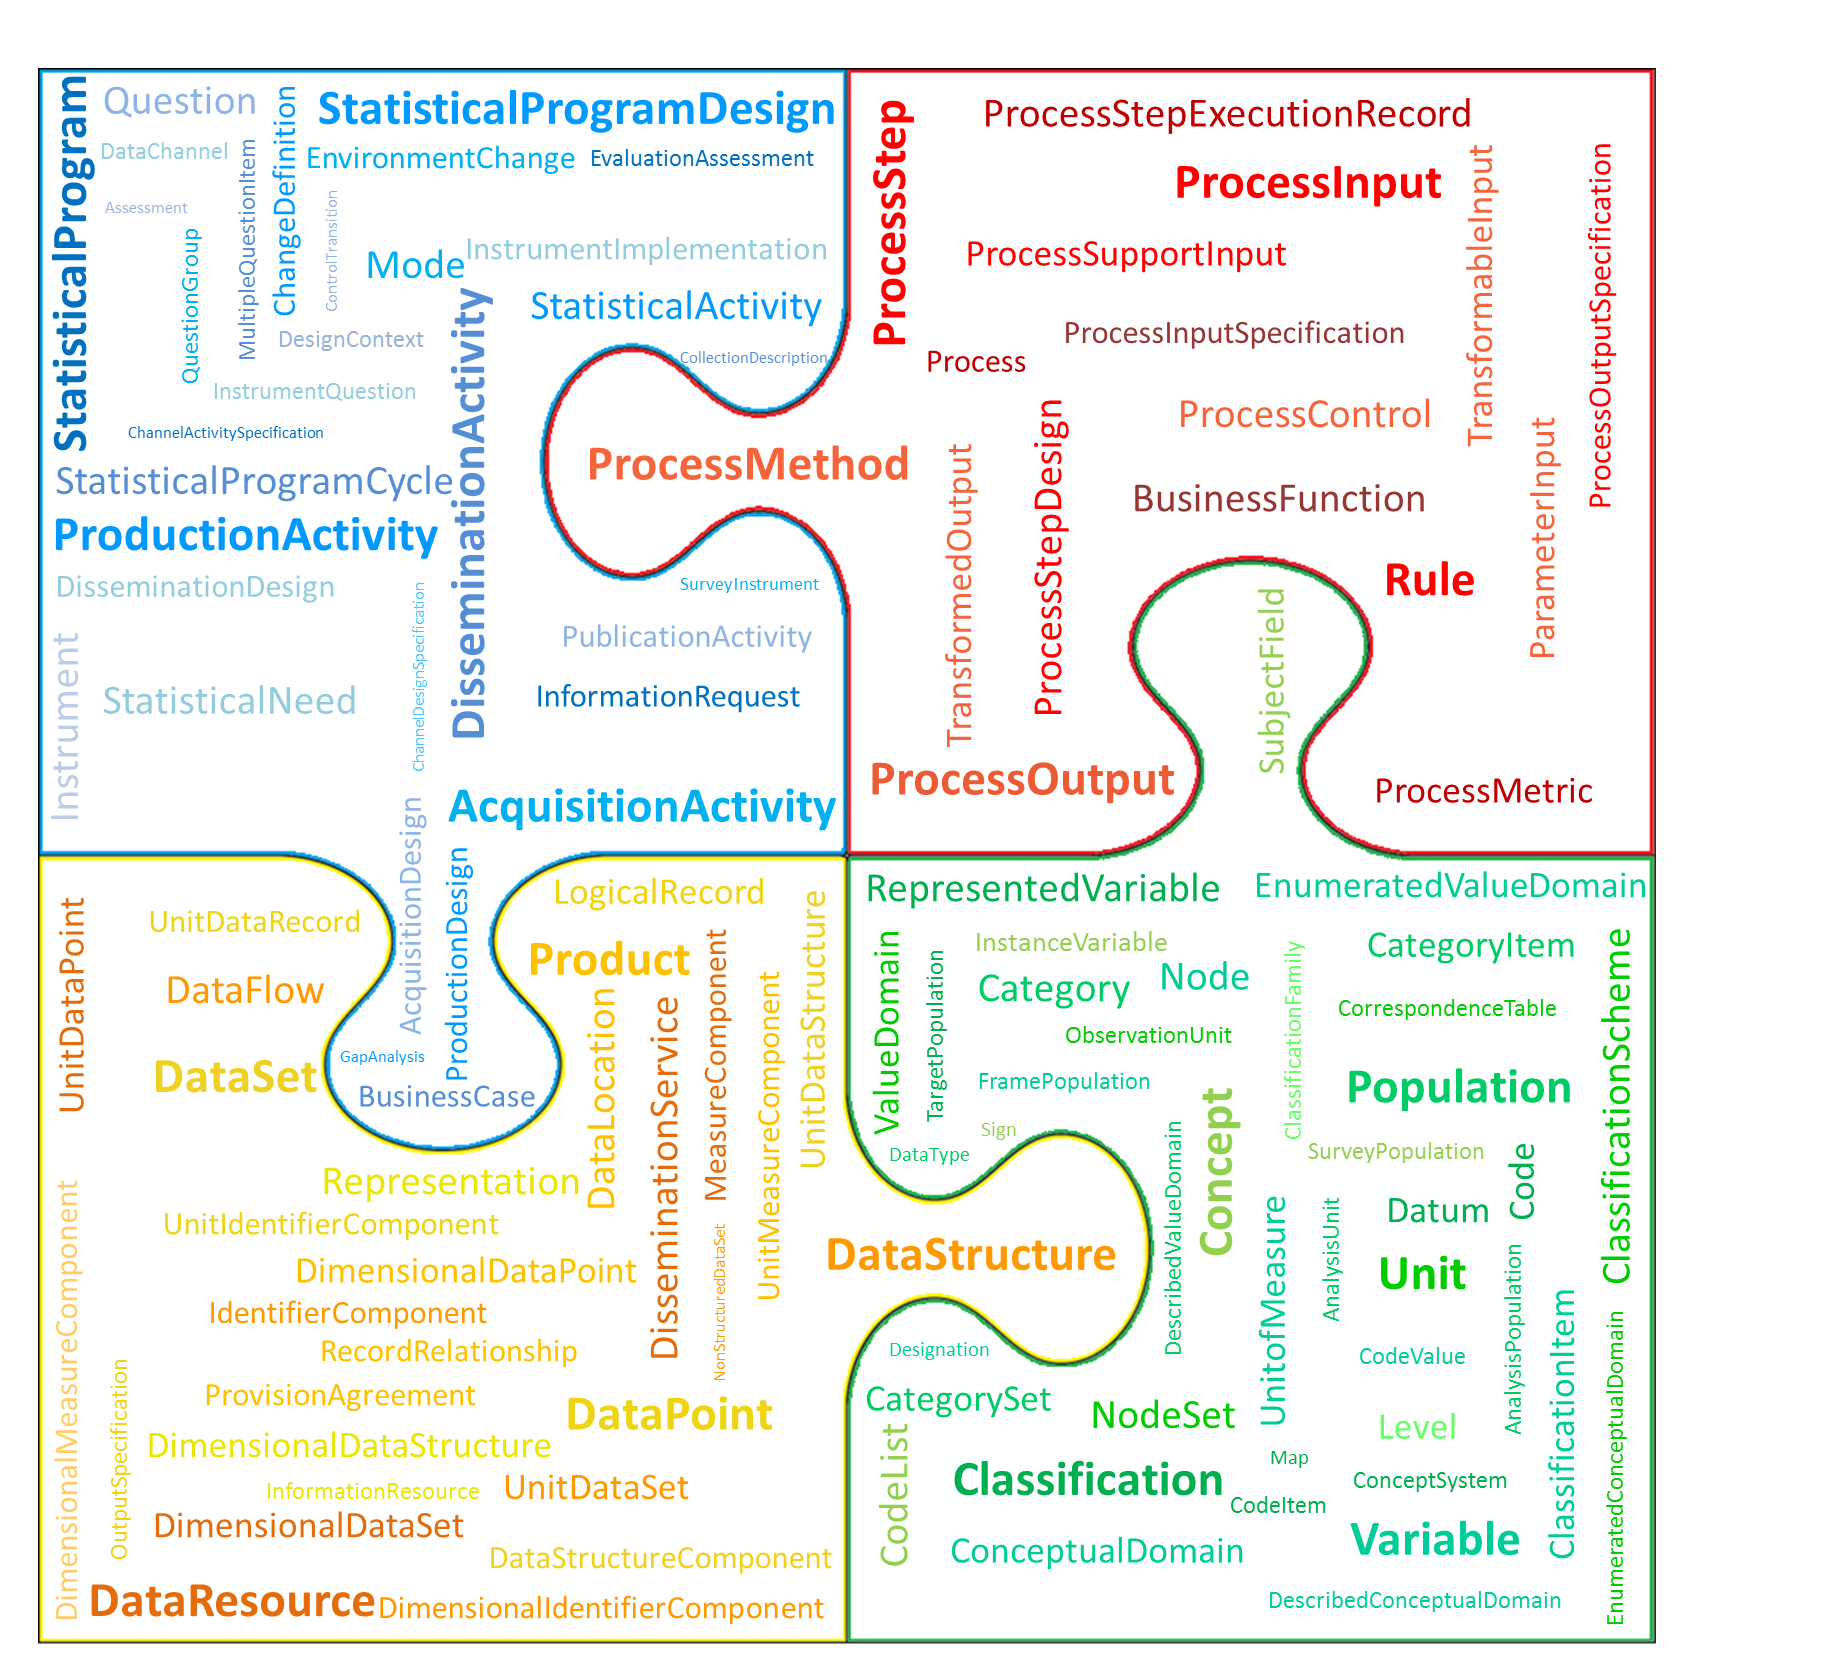 StatisticalProgram
Question
StatisticalProgramDesign
DataChannel
MultipleQuestionItem
ChangeDefinition
EnvironmentChange
EvaluationAssessment
Assessment
ControlTransition
QuestionGroup
Mode
InstrumentImplementation
StatisticalActivity
DesignContext
CollectionDescription
InstrumentQuestion
ChannelActivitySpecification
StatisticalProgramCycle
DisseminationActivity
ProductionActivity
DisseminationDesign
ChannelDesignSpecification
SurveyInstrument
PublicationActivity
Instrument
StatisticalNeed
InformationRequest
AcquisitionActivity
AcquisitionDesign
ProductionDesign
GapAnalysis
BusinessCase
ProcessStep
ProcessStepExecutionRecord
ProcessInput
TransformableInput
ProcessOutputSpecification
ProcessSupportInput
ProcessInputSpecification
Process
ProcessControl
ProcessMethod
TransformedOutput
ProcessStepDesign
BusinessFunction
ParameterInput
Rule
ProcessOutput
ProcessMetric
UnitDataPoint
UnitDataRecord
LogicalRecord
DataFlow
Product
DataSet
DataLocation
DisseminationService
MeasureComponent
UnitMeasureComponent
UnitDataStructure
Representation
UnitIdentifierComponent
DimensionalDataPoint
NonStructuredDataSet
DataStructure
IdentifierComponent
RecordRelationship
DimensionalMeasureComponent
OutputSpecification
ProvisionAgreement
DataPoint
DimensionalDataStructure
InformationResource
UnitDataSet
DimensionalDataSet
DataStructureComponent
DataResource
DimensionalIdentifierComponent
SubjectField
RepresentedVariable
EnumeratedValueDomain
ValueDomain
TargetPopulation
InstanceVariable
Category
Node
ClassificationFamily
CategoryItem
ClassificationScheme
CorrespondenceTable
ObservationUnit
FramePopulation
Population
Sign
DataType
DescribedValueDomain
Concept
SurveyPopulation
Code
Datum
UnitofMeasure
AnalysisUnit
Unit
AnalysisPopulation
ClassificationItem
EnumeratedConceptualDomain
Designation
CodeValue
CategorySet
NodeSet
Level
CodeList
Classification
Map
ConceptSystem
CodeItem
ConceptualDomain
Variable
DescribedConceptualDomain